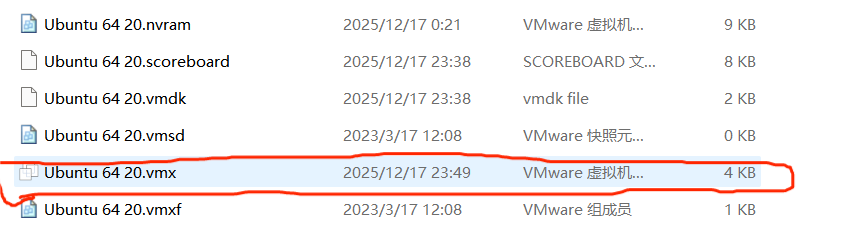 Ubuntu 64 20.nvram 2025/12/17 0:21 VMware 虚拟机... 9 KB
Ubuntu 64 20.scoreboard 2025/12/17 23:38 SCOREBOARD 文... 8 KB
Ubuntu 64 20.vmdk 2025/12/17 23:38 vmdk file 2 KB
Ubuntu 64 20.vmsd 2023/3/17 12:08 VMware 快照元... 0 KB
Ubuntu 64 20.vmx 2025/12/17 23:49 VMware 虚拟机... 4 KB
Ubuntu 64 20.vmxf 2023/3/17 12:08 VMware 组成员 1 KB